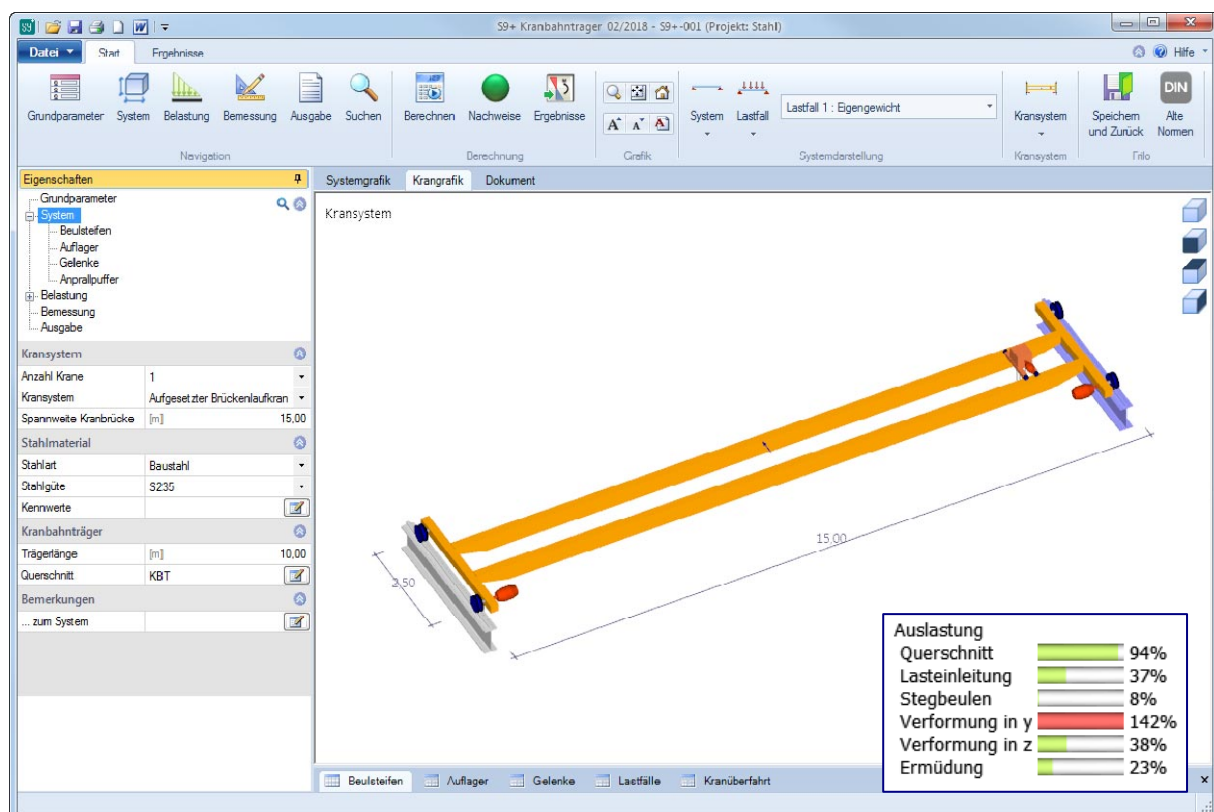 S9+ Kranbahnträger 02/2018 - S9+-001 (Projekt: Stahl)
Datei Start Ergebnisse Hilfe
Grundparameter System Belastung Bemessung Ausgabe Suchen Berechnen Nachweise Ergebnisse System Lastfall Lastfall 1 : Eigengewicht Kransystem Speichern und Zurück DIN Alte Normen
Navigation Berechnung Grafik Systemdarstellung Kransystem Frilo
Eigenschaften
Grundparameter
System
Beulsteifen
Auflager
Gelenke
Anprallpuffer
Belastung
Bemessung
Ausgabe
Kransystem
Anzahl Krane 1
Kransystem Aufgesetzter Brückenlaufkran
Spannweite Kranbrücke [m] 15,00
Stahlmaterial
Stahlart Baustahl
Stahlgüte S235
Kennwerte
Kranbahnträger
Trägerlänge [m] 10,00
Querschnitt KBT
Bemerkungen
... zum System
Systemgrafik Krangrafik Dokument
Kransystem
15,00
2,50
Auslastung
Querschnitt 94%
Lasteinleitung 37%
Stegbeulen 8%
Verformung in y 142%
Verformung in z 38%
Ermüdung 23%
Beulsteifen Auflager Gelenke Lastfälle Kranüberfahrt